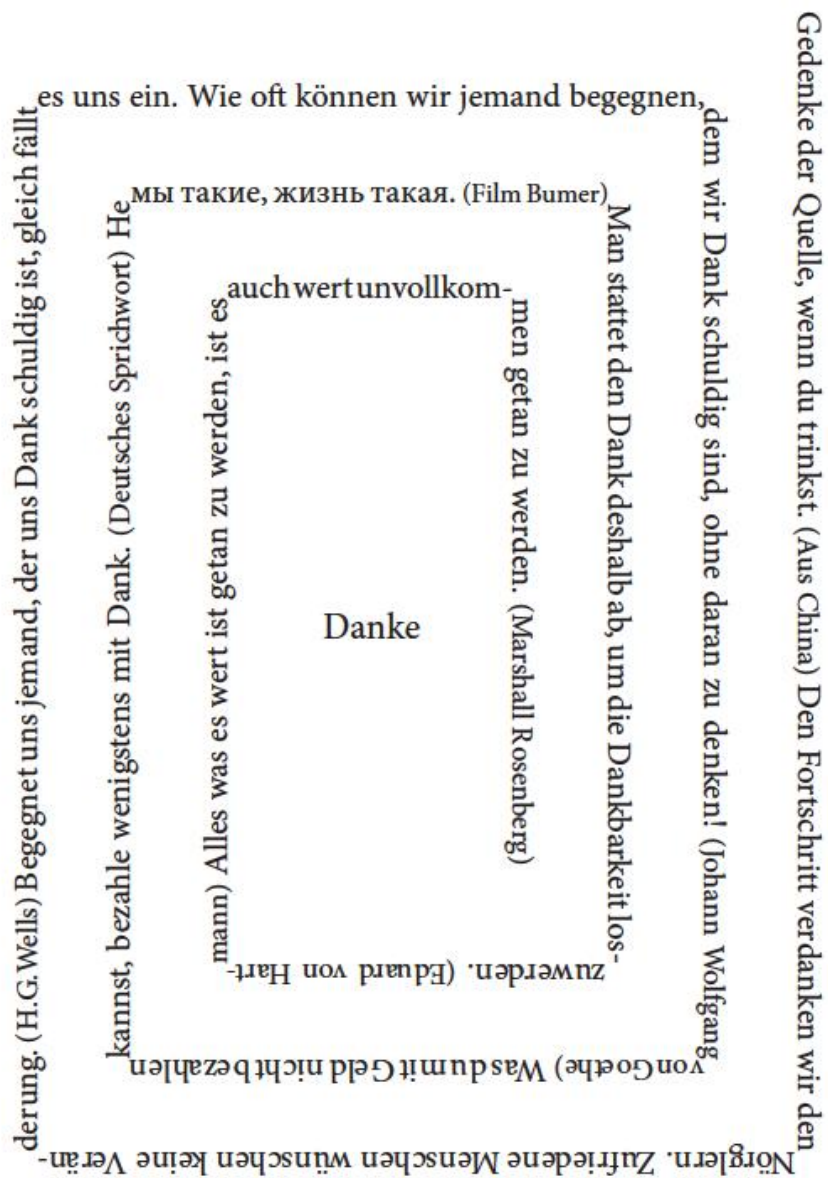 Gedenke der Quelle, wenn du trinkst. (Aus China) Den Fortschritt verdanken wir den
Nörglern. Zufriedene Menschen wünschen keine Verän-
derung. (H.G.Wells) Begegnet uns jemand, der uns Dank schuldig ist, gleich fällt
es uns ein. Wie oft können wir jemand begegnen,
dem wir Dank schuldig sind, ohne daran zu denken! (Johann Wolfgang
von Goethe) Was du mit Geld nicht bezahlen
kannst, bezahle wenigstens mit Dank. (Deutsches Sprichwort) Не
мы такие, жизнь такая. (Film Bumer)
Man stattet den Dank deshalb ab, um die Dankbarkeit los-
zuwerden. (Eduard von Hart-
mann) Alles was es wert ist getan zu werden, ist es
auch wert unvollkom-
men getan zu werden. (Marshall Rosenberg)
Danke